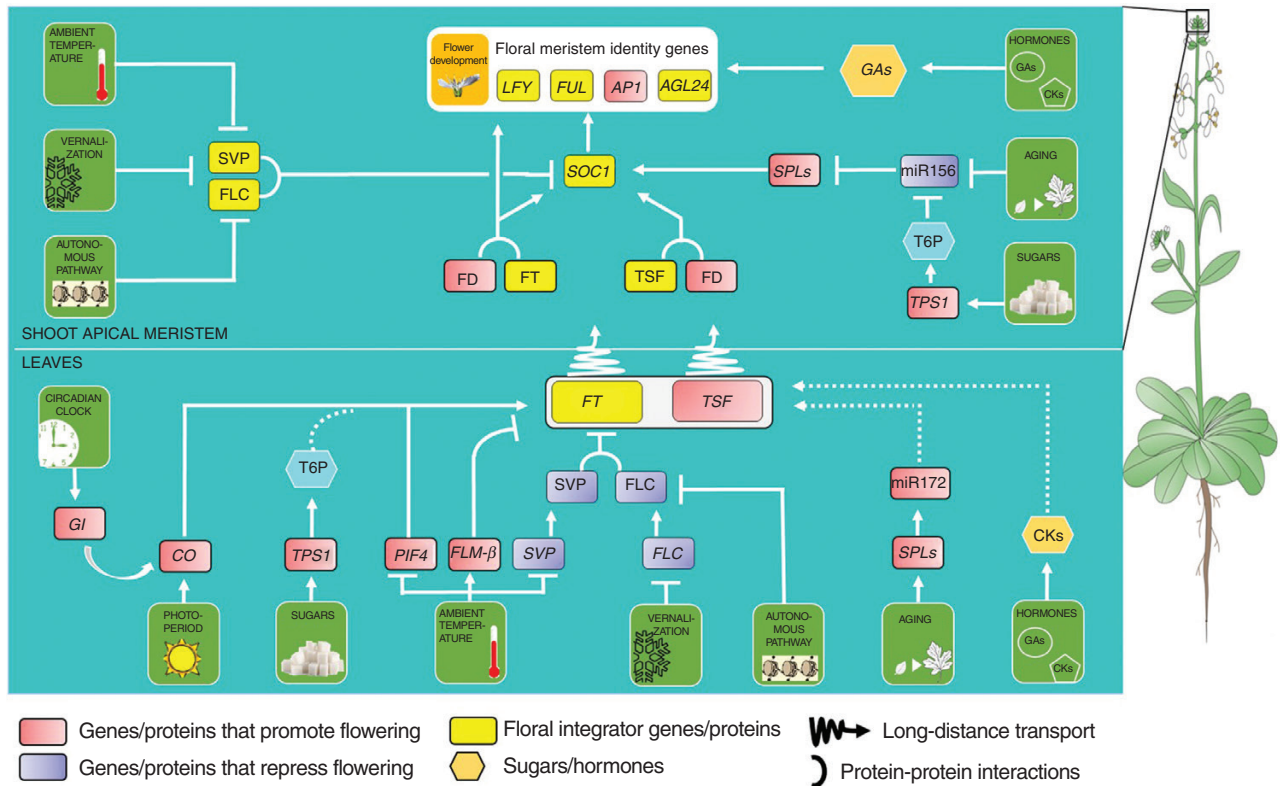 AMBIENT
TEMPER-
ATURE
VERNALI-
ZATION
AUTONO-
MOUS
PATHWAY
SVP
FLC
Flower
development
Floral meristem identity genes
LFY
FUL
AP1
AGL24
GAs
HORMONES
GAs
CKs
SOC1
SPLs
miR156
AGING
T6P
TPS1
SUGARS
FD
FT
TSF
FD
SHOOT APICAL MERISTEM
LEAVES
CIRCADIAN
CLOCK
FT
TSF
T6P
SVP
FLC
miR172
GI
CO
TPS1
PIF4
FLM-β
SVP
FLC
SPLs
CKs
PHOTO-
PERIOD
SUGARS
AMBIENT
TEMPER-
ATURE
VERNALI-
ZATION
AUTONO-
MOUS
PATHWAY
AGING
HORMONES
GAs
CKs
Genes/proteins that promote flowering
Floral integrator genes/proteins
Long-distance transport
Genes/proteins that repress flowering
Sugars/hormones
Protein-protein interactions